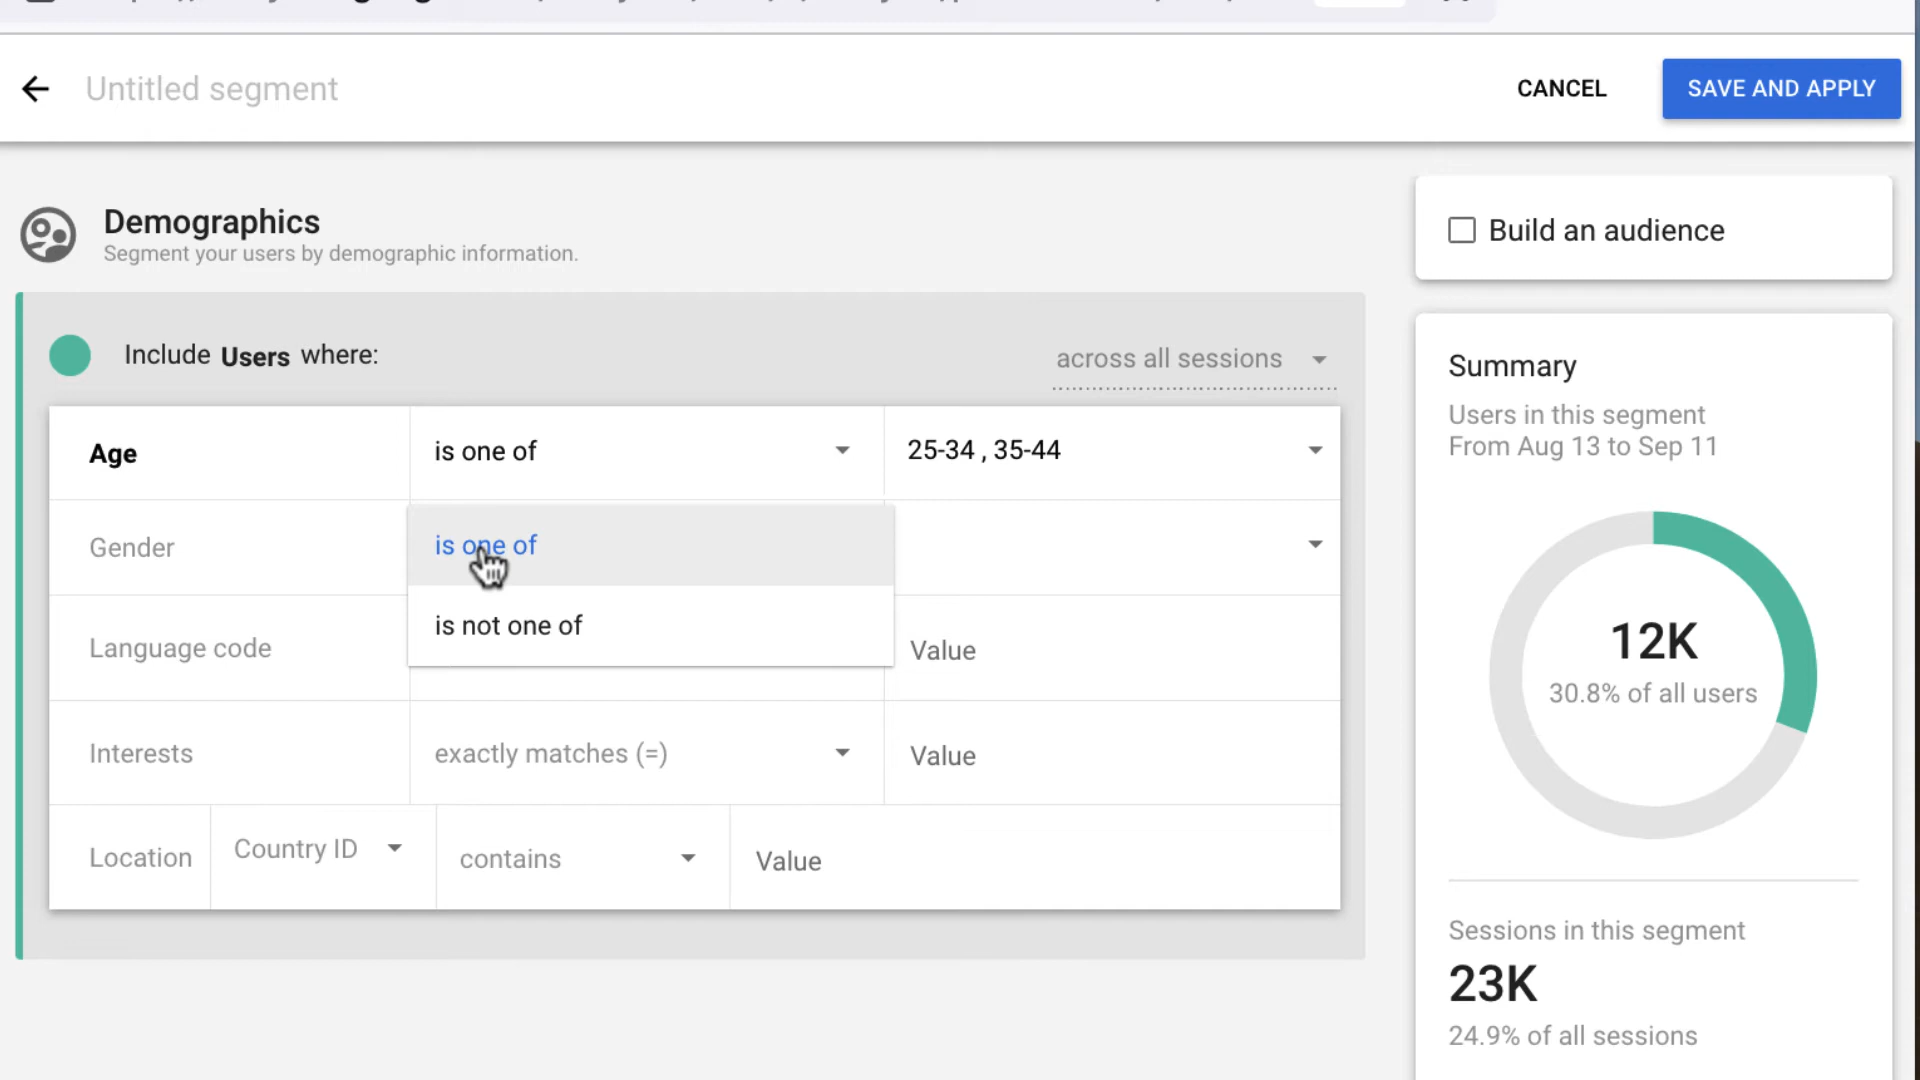 Untitled segment
CANCEL
SAVE AND APPLY
Demographics
Segment your users by demographic information.
Build an audience
Include Users where:
across all sessions
Age
is one of
25-34 , 35-44
Gender
is one of
is not one of
Language code
Value
Interests
exactly matches (=)
Value
Location
Country ID
contains
Value
Summary
Users in this segment
From Aug 13 to Sep 11
12K
30.8% of all users
Sessions in this segment
23K
24.9% of all sessions